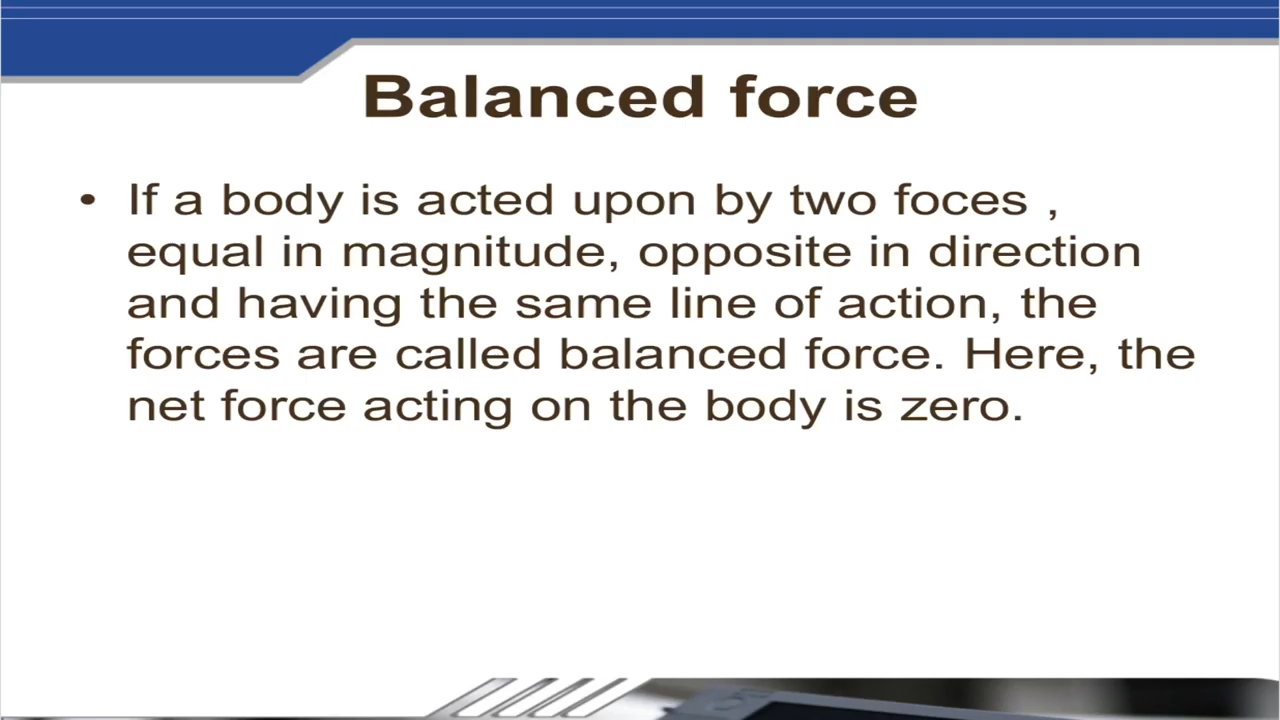 Balanced force
• If a body is acted upon by two foces ,
equal in magnitude, opposite in direction
and having the same line of action, the
forces are called balanced force. Here, the
net force acting on the body is zero.